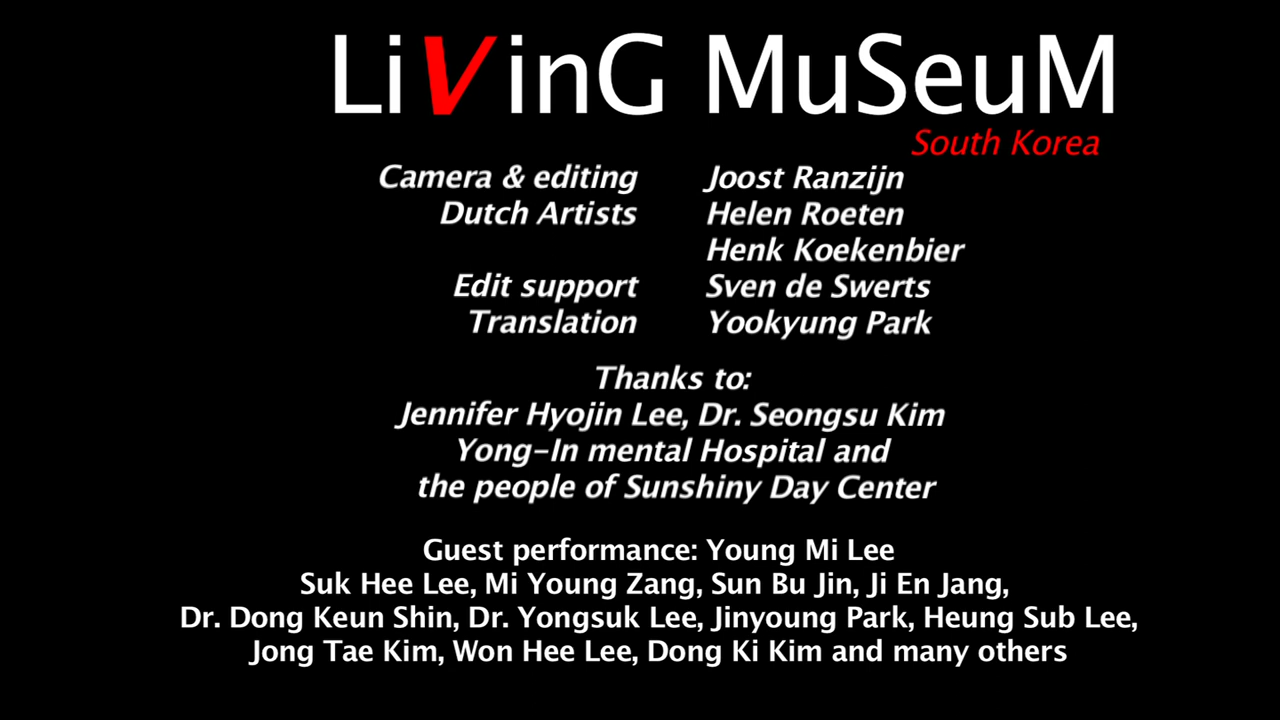 LiVinG MuSeuM
South Korea
Camera & editing Joost Ranzijn
Dutch Artists Helen Roeten
Henk Koekenbier
Edit support Sven de Swerts
Translation Yookyung Park
Thanks to:
Jennifer Hyojin Lee, Dr. Seongsu Kim
Yong-In mental Hospital and
the people of Sunshiny Day Center
Guest performance: Young Mi Lee
Suk Hee Lee, Mi Young Zang, Sun Bu Jin, Ji En Jang,
Dr. Dong Keun Shin, Dr. Yongsuk Lee, Jinyoung Park, Heung Sub Lee,
Jong Tae Kim, Won Hee Lee, Dong Ki Kim and many others